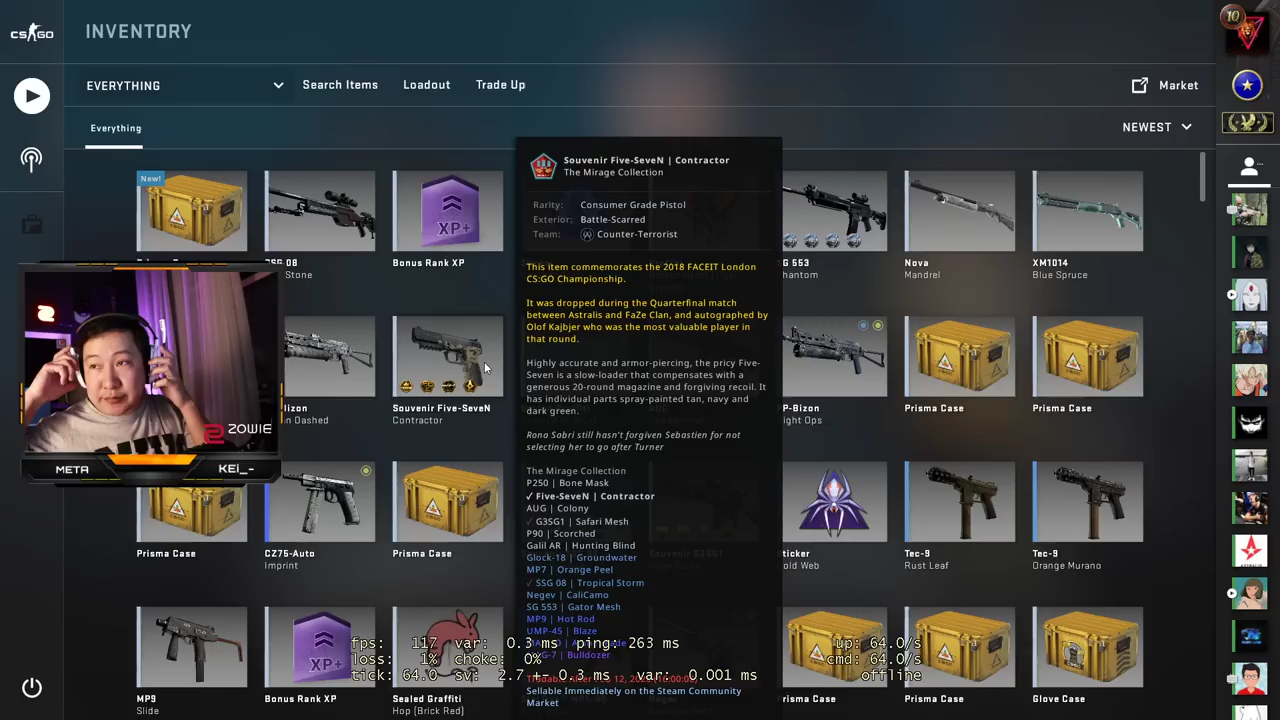 CS:GO
INVENTORY
10
EVERYTHING
Search Items
Loadout
Trade Up
Market
Everything
NEWEST
New!
XP+
Bonus Rank XP
SG 553
Nova
Mandrel
XM1014
Blue Spruce
Souvenir Five-SeveN | Contractor
The Mirage Collection
Rarity: Consumer Grade Pistol
Exterior: Battle-Scarred
Team: Counter-Terrorist
This item commemorates the 2018 FACEIT London
CS:GO Championship.
It was dropped during the Quarterfinal match
between Astralis and FaZe Clan, and autographed by
Olof Kajbjer who was the most valuable player in
that round.
Highly accurate and armor-piercing, the pricy Five-
Seven is a slow-loader that compensates with a
generous 20-round magazine and forgiving recoil. It
has individual parts spray-painted tan, navy and
dark green.
Rona Sabri still hasn't forgiven Sebastien for not
selecting her to go after Turner
The Mirage Collection
P250 | Bone Mask
✓ Five-SeveN | Contractor
AUG | Colony
✓ G3SG1 | Safari Mesh
P90 | Scorched
Galil AR | Hunting Blind
Glock-18 | Groundwater
MP7 | Orange Peel
✓ SSG 08 | Tropical Storm
Negev | CaliCamo
SG 553 | Gator Mesh
MP9 | Hot Rod
UMP-45 | Blaze
Sellable Immediately on the Steam Community
Market
Souvenir Five-SeveN
Contractor
Prisma Case
Prisma Case
ZOWIE
META
KEi_-
CZ75-Auto
Imprint
Prisma Case
Prisma Case
Tec-9
Rust Leaf
Tec-9
Orange Murano
MP9
Slide
XP+
Bonus Rank XP
Sealed Graffiti
Hop (Brick Red)
Prisma Case
Glove Case
fps: 117 var: 0.3 ms ping: 263 ms
loss: 1% choke: 0%
tick: 64.0 sv: 2.7 +- 0.3 ms var: 0.001 ms
up: 64.0/s
cmd: 64.0/s
offline